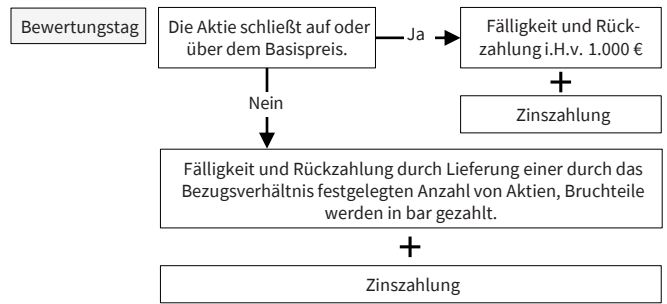 Bewertungstag
Die Aktie schließt auf oder
über dem Basispreis.
Ja
Fälligkeit und Rück-
zahlung i.H.v. 1.000 €
+
Zinszahlung
Nein
Fälligkeit und Rückzahlung durch Lieferung einer durch das
Bezugsverhältnis festgelegten Anzahl von Aktien, Bruchteile
werden in bar gezahlt.
+
Zinszahlung